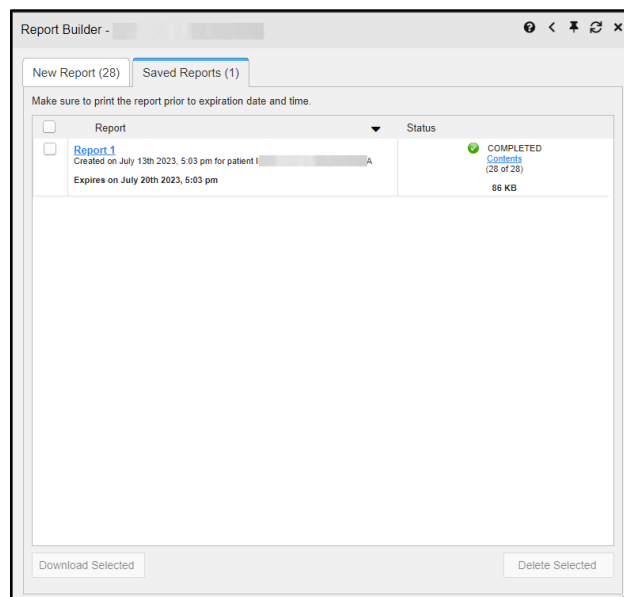 Report Builder -
New Report (28) Saved Reports (1)
Make sure to print the report prior to expiration date and time.
Report Status
Report 1 COMPLETED
Created on July 13th 2023, 5:03 pm for patient A
Contents
(28 of 28)
Expires on July 20th 2023, 5:03 pm
86 KB
Download Selected Delete Selected